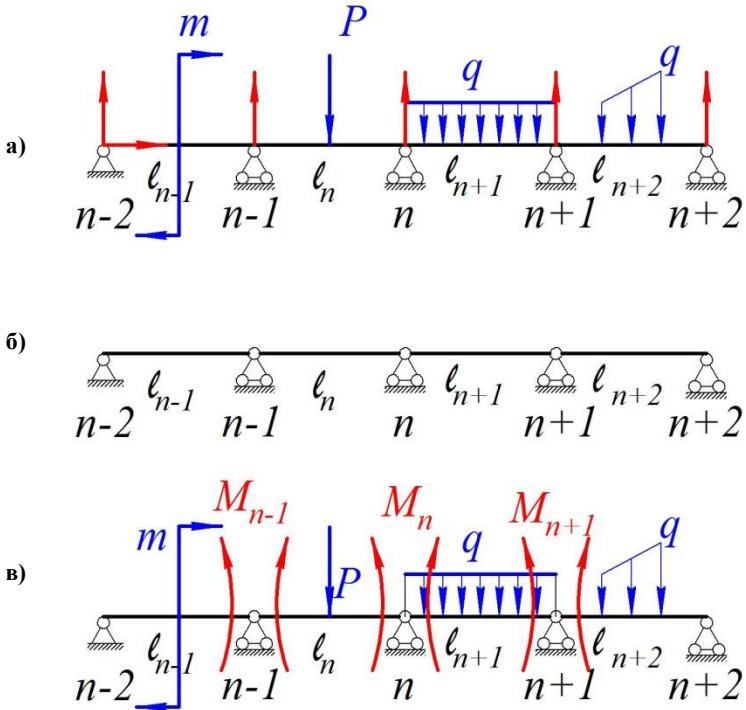 m P
q q
а)
ℓn-1 ℓn ℓn+1 ℓn+2
n-2 n-1 n n+1 n+2
б)
ℓn-1 ℓn ℓn+1 ℓn+2
n-2 n-1 n n+1 n+2
Mn-1 Mn Mn+1
m q q
в) P
ℓn-1 ℓn ℓn+1 ℓn+2
n-2 n-1 n n+1 n+2